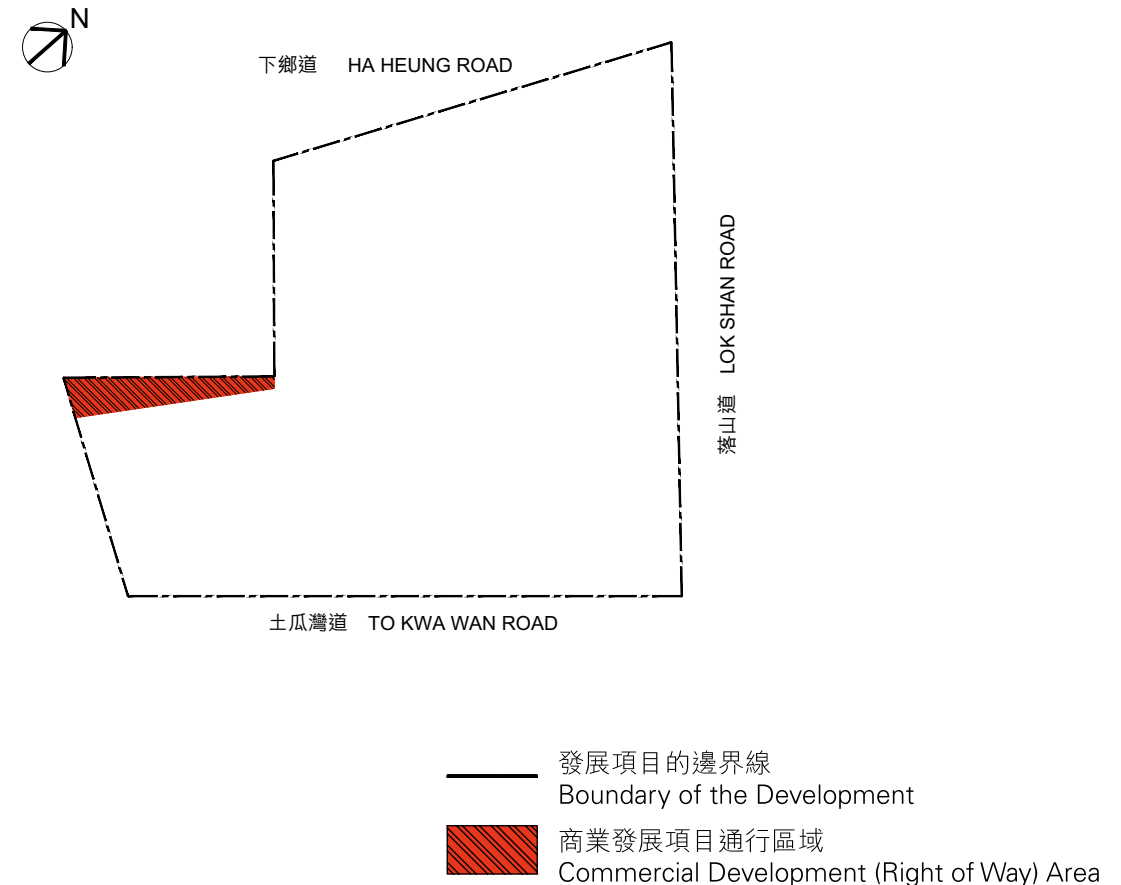 N
下鄉道 HA HEUNG ROAD
落山道 LOK SHAN ROAD
土瓜灣道 TO KWA WAN ROAD
發展項目的邊界線
Boundary of the Development
商業發展項目通行區域
Commercial Development (Right of Way) Area